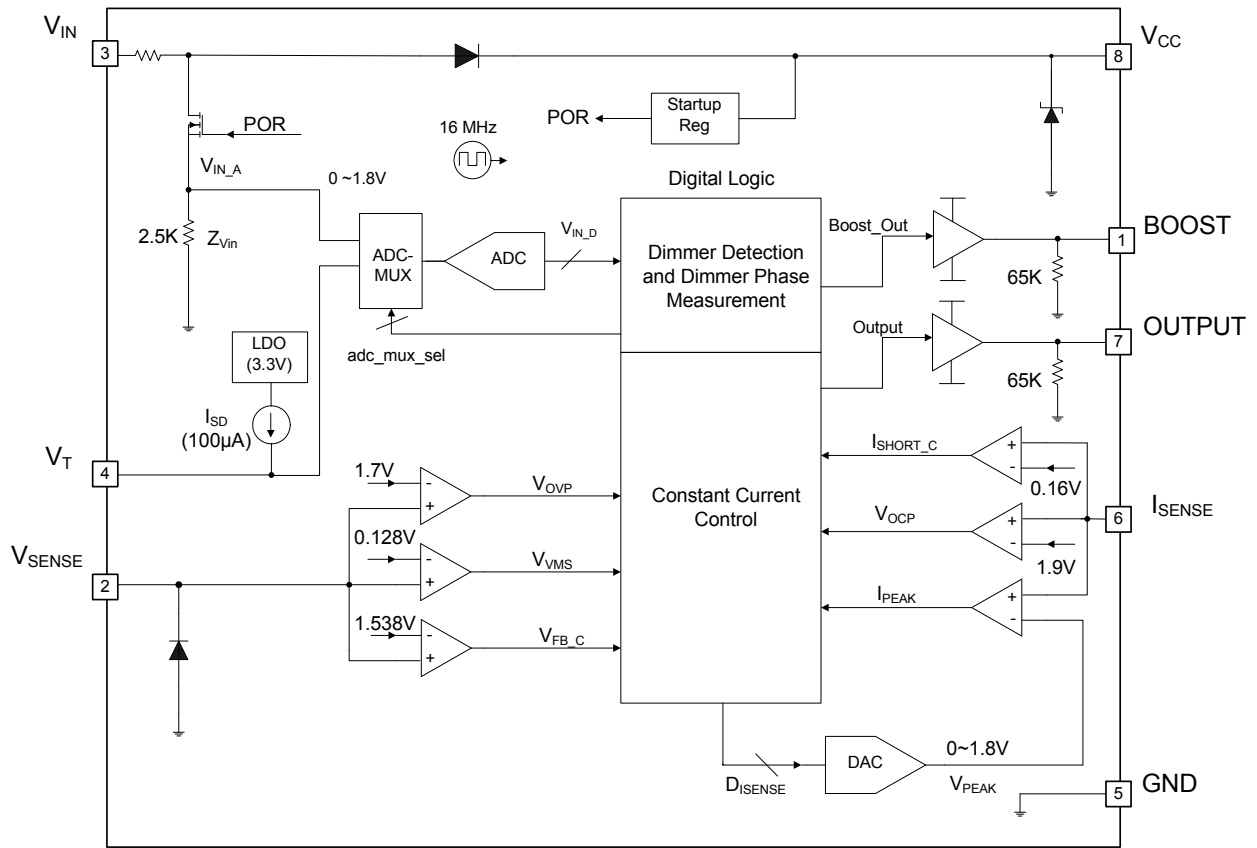 V_IN
3
V_CC
8
POR
Startup
Reg
POR
16 MHz
V_IN_A
0 ~1.8V
Digital Logic
2.5K
Z_Vin
ADC-
MUX
ADC
V_IN_D
Dimmer Detection
and Dimmer Phase
Measurement
Boost_Out
BOOST
1
65K
adc_mux_sel
Output
OUTPUT
7
65K
LDO
(3.3V)
I_SD
(100µA)
V_T
4
Constant Current
Control
1.7V
-
+
V_OVP
0.128V
-
+
V_VMS
1.538V
-
+
V_FB_C
V_SENSE
2
I_SHORT_C
+
-
0.16V
V_OCP
+
-
1.9V
I_PEAK
+
-
I_SENSE
6
D_ISENSE
DAC
0~1.8V
V_PEAK
GND
5